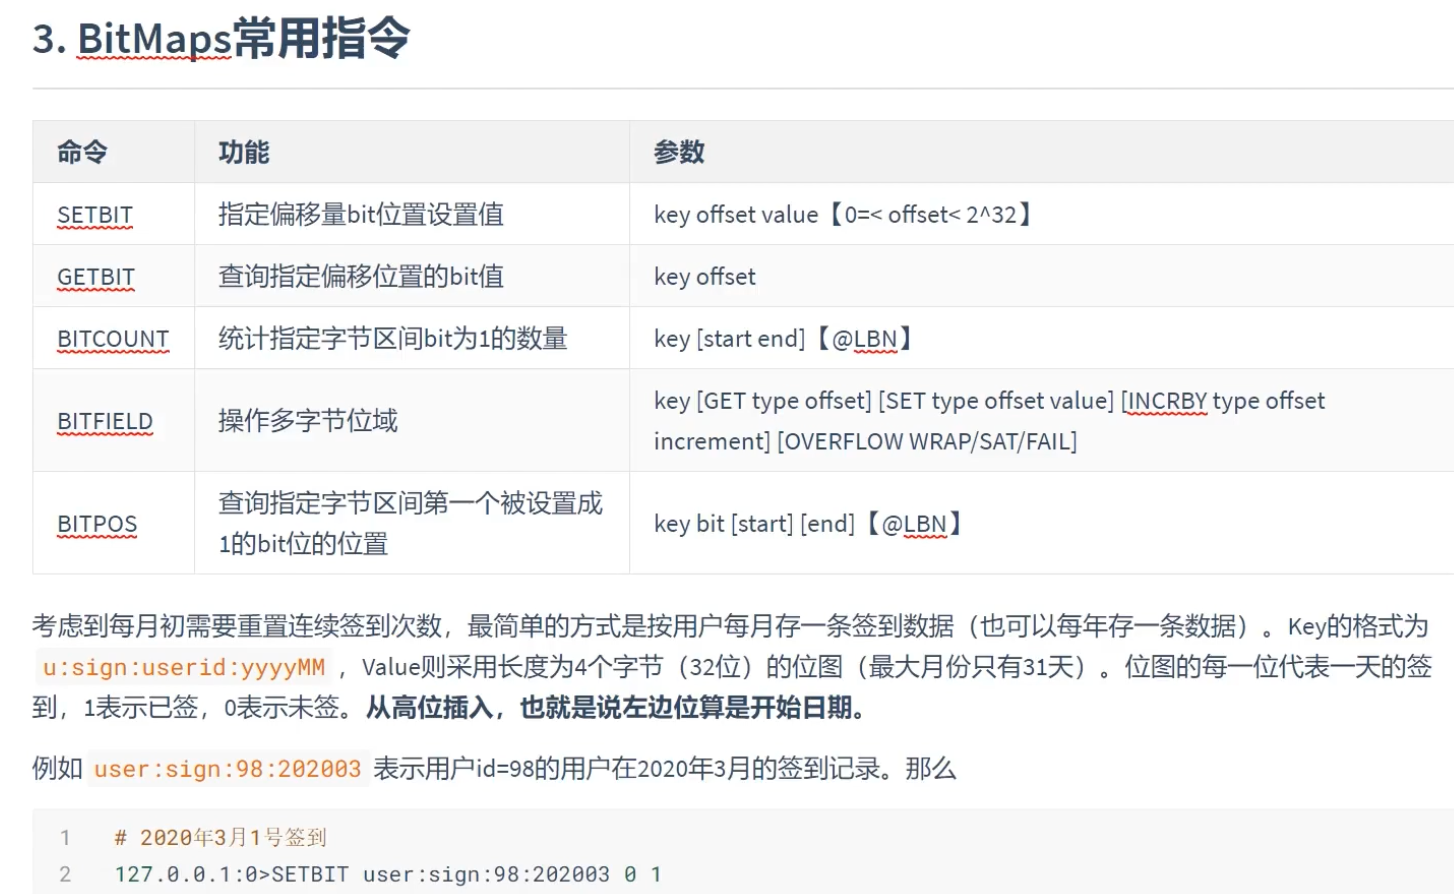 3. BitMaps常用指令
命令 功能 参数
SETBIT 指定偏移量bit位置设置值 key offset value【0=< offset< 2^32】
GETBIT 查询指定偏移位置的bit值 key offset
BITCOUNT 统计指定字节区间bit为1的数量 key [start end]【@LBN】
BITFIELD 操作多字节位域 key [GET type offset] [SET type offset value] [INCRBY type offset
increment] [OVERFLOW WRAP/SAT/FAIL]
BITPOS 查询指定字节区间第一个被设置成
1的bit位的位置 key bit [start] [end]【@LBN】
考虑到每月初需要重置连续签到次数，最简单的方式是按用户每月存一条签到数据（也可以每年存一条数据）。Key的格式为
u:sign:userid:yyyyMM ，Value则采用长度为4个字节（32位）的位图（最大月份只有31天）。位图的每一位代表一天的签
到，1表示已签，0表示未签。从高位插入，也就是说左边位算是开始日期。
例如 user:sign:98:202003 表示用户id=98的用户在2020年3月的签到记录。那么
1 # 2020年3月1号签到
2 127.0.0.1:0>SETBIT user:sign:98:202003 0 1